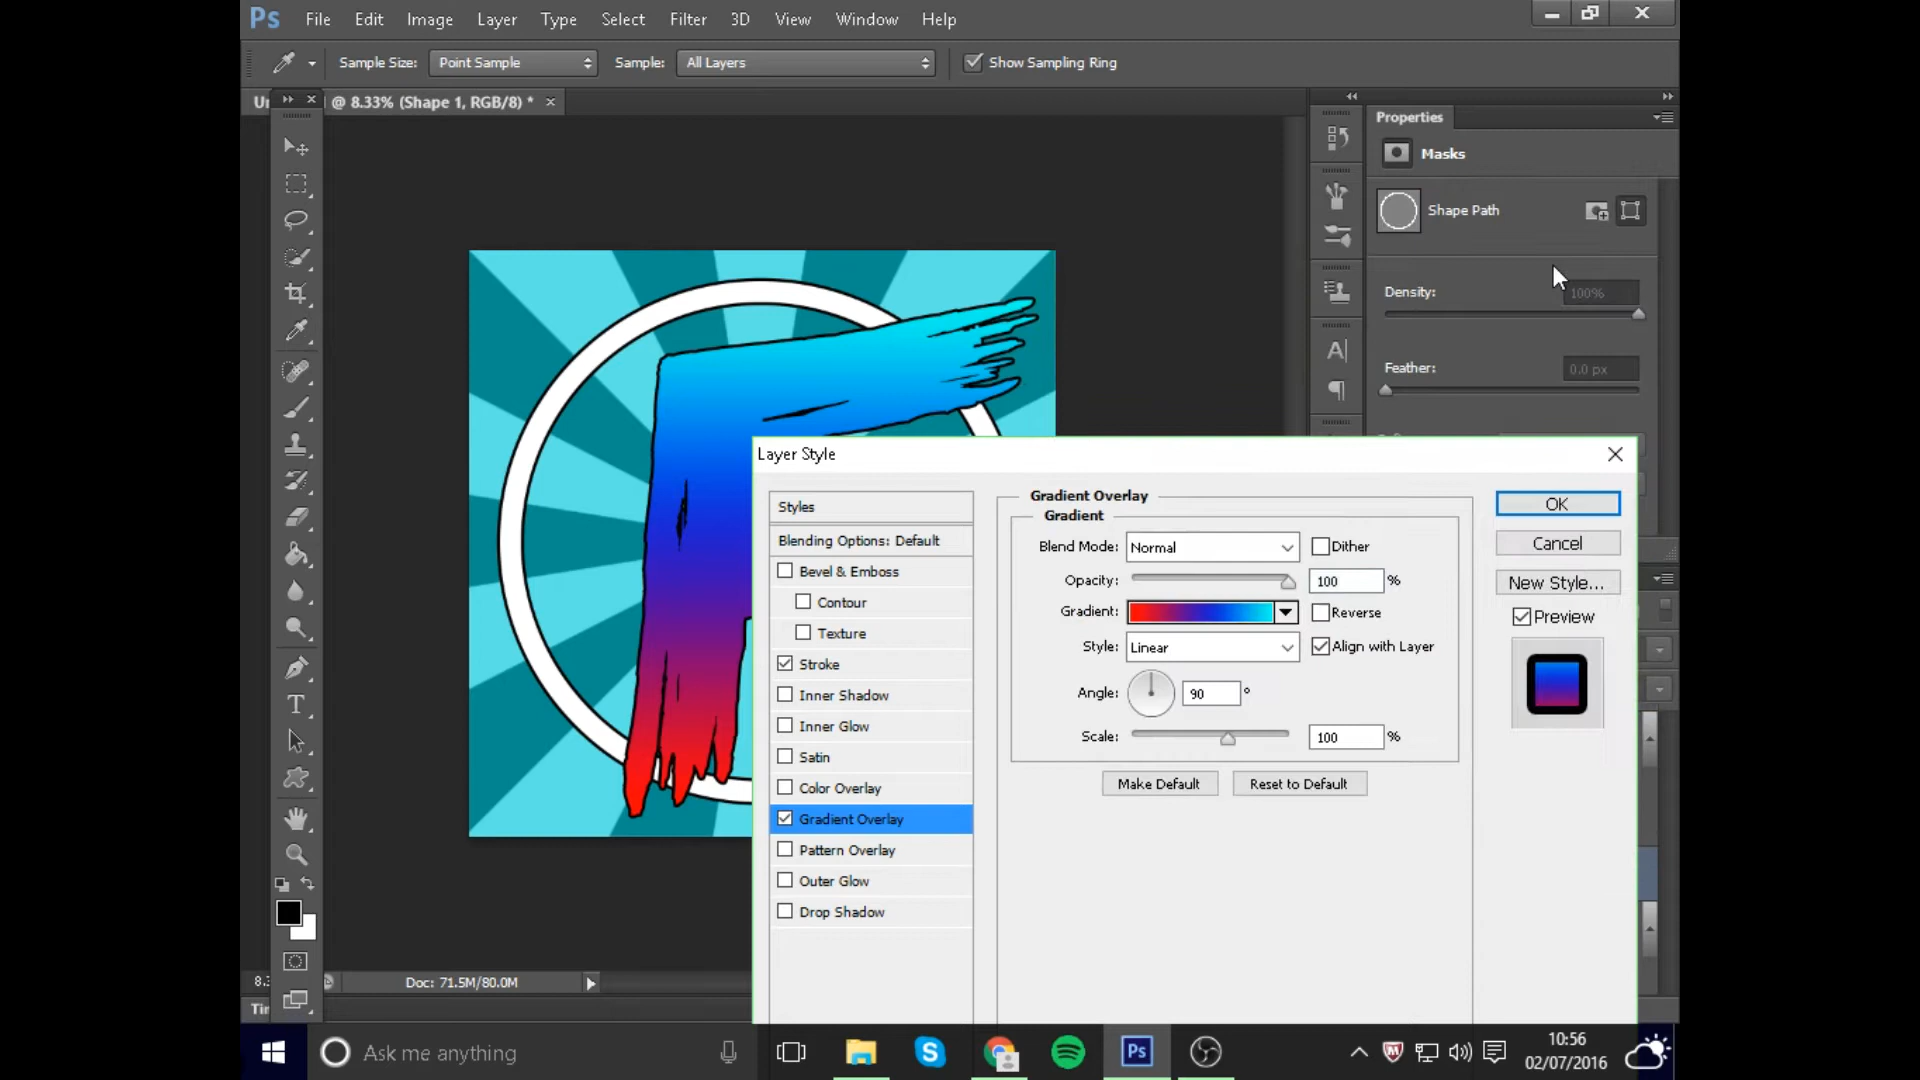 Ps File Edit Image Layer Type Select Filter 3D View Window Help
Sample Size: Point Sample Sample: All Layers Show Sampling Ring
@ 8.33% (Shape 1, RGB/8) *
Properties
Masks
Shape Path
Density: 100%
Feather: 0.0 px
Layer Style
Styles
Blending Options: Default
Bevel & Emboss
Contour
Texture
Stroke
Inner Shadow
Inner Glow
Satin
Color Overlay
Gradient Overlay
Pattern Overlay
Outer Glow
Drop Shadow
Gradient Overlay
Gradient
Blend Mode: Normal Dither
Opacity: 100 %
Gradient: Reverse
Style: Linear Align with Layer
Angle: 90 °
Scale: 100 %
Make Default Reset to Default
OK
Cancel
New Style...
Preview
Doc: 71.5M/80.0M
Ask me anything
Ps
10:56
02/07/2016